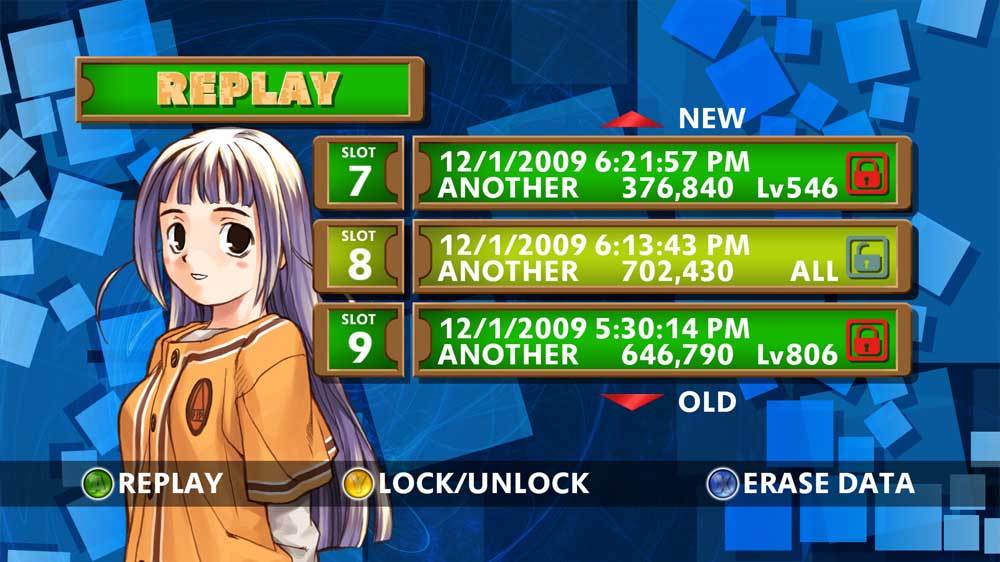 REPLAY
NEW
SLOT
7
12/1/2009 6:21:57 PM
ANOTHER 376,840 Lv546
SLOT
8
12/1/2009 6:13:43 PM
ANOTHER 702,430 ALL
SLOT
9
12/1/2009 5:30:14 PM
ANOTHER 646,790 Lv806
OLD
A REPLAY Y LOCK/UNLOCK X ERASE DATA